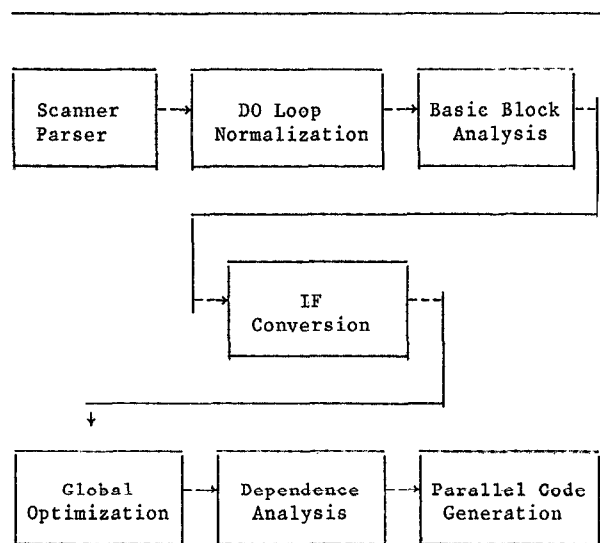 Scanner
Parser
DO Loop
Normalization
Basic Block
Analysis
IF
Conversion
Global
Optimization
Dependence
Analysis
Parallel Code
Generation